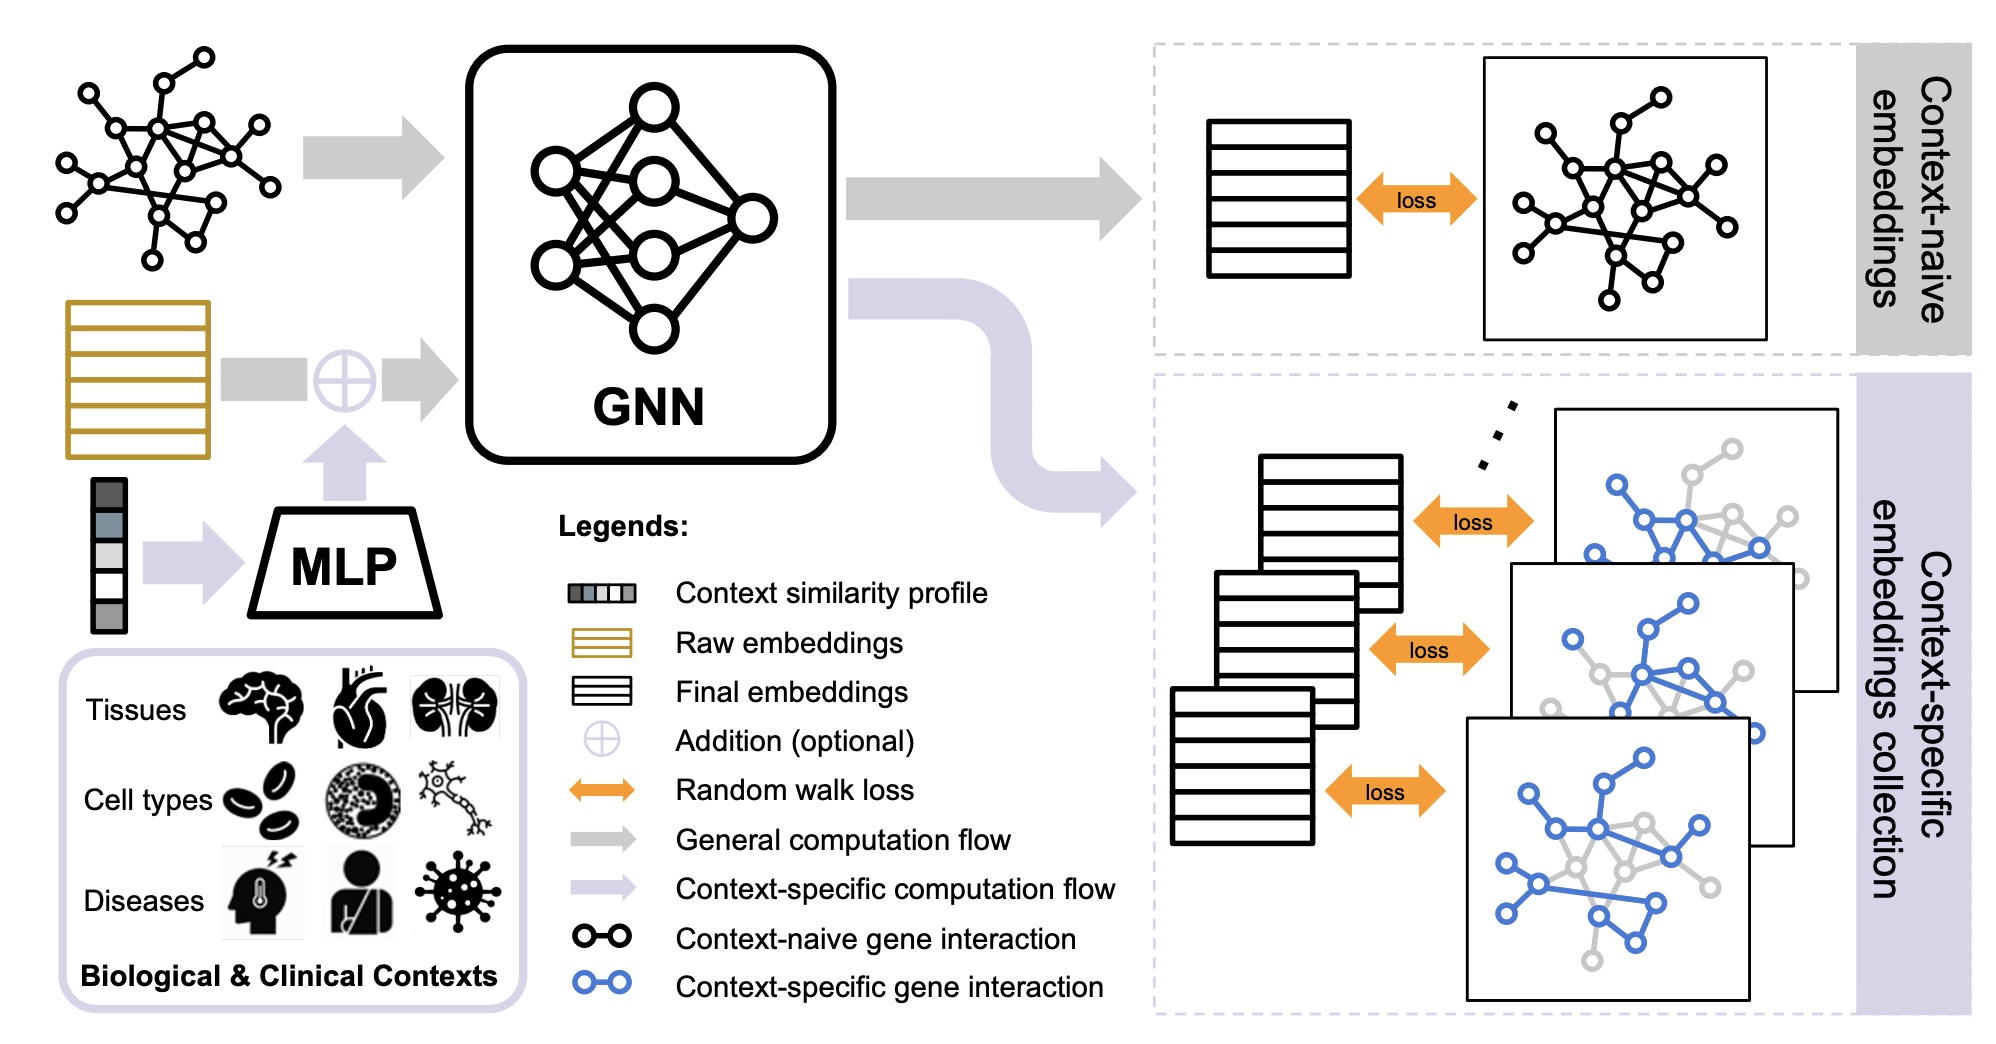 GNN
MLP
Tissues
Cell types
Diseases
Biological & Clinical Contexts
Legends:
Context similarity profile
Raw embeddings
Final embeddings
Addition (optional)
Random walk loss
General computation flow
Context-specific computation flow
Context-naive gene interaction
Context-specific gene interaction
loss
Context-naive
embeddings
loss
loss
loss
Context-specific
embeddings collection